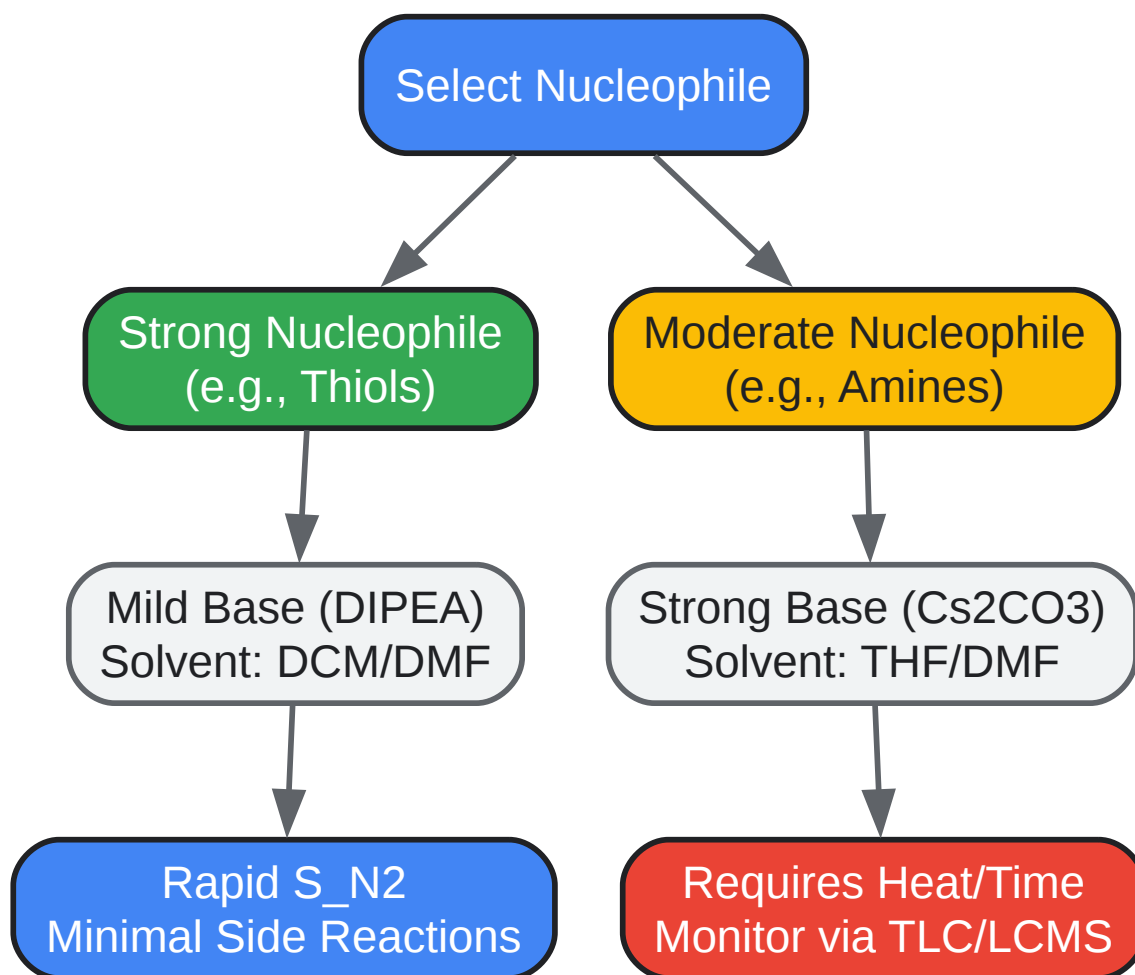 Select Nucleophile
Strong Nucleophile
(e.g., Thiols)
Moderate Nucleophile
(e.g., Amines)
Mild Base (DIPEA)
Solvent: DCM/DMF
Strong Base (Cs2CO3)
Solvent: THF/DMF
Rapid S_N2
Minimal Side Reactions
Requires Heat/Time
Monitor via TLC/LCMS